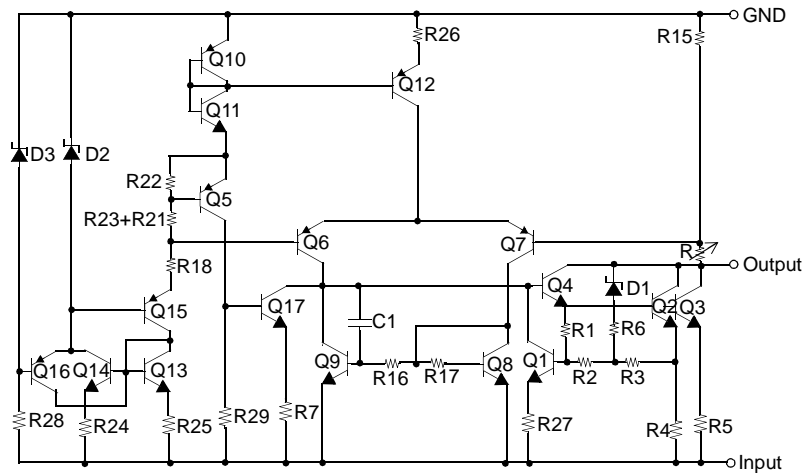 GND
R26
R15
Q10
Q12
Q11
D3
D2
R22
Q5
R23+R21
Q6
Q7
R
R18
Output
Q4
D1
Q17
Q2
Q3
Q15
C1
R1
R6
Q16
Q14
Q13
Q9
R16
R17
Q8
Q1
R2
R3
R28
R24
R25
R29
R7
R27
R4
R5
Input